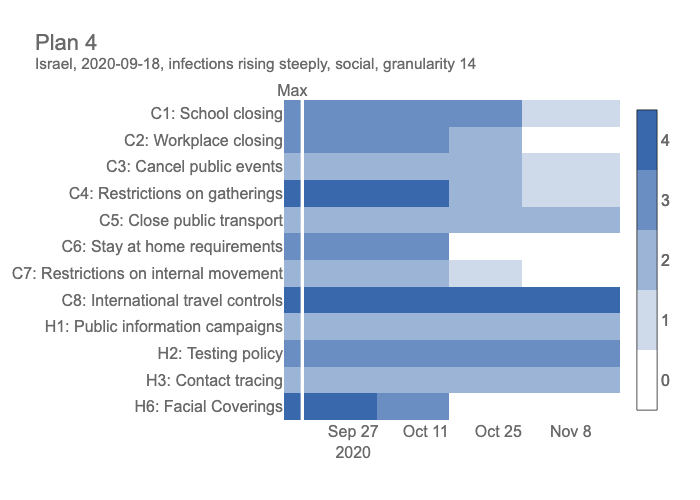 Plan 4
Israel, 2020-09-18, infections rising steeply, social, granularity 14
Max
C1: School closing
C2: Workplace closing
C3: Cancel public events
C4: Restrictions on gatherings
C5: Close public transport
C6: Stay at home requirements
C7: Restrictions on internal movement
C8: International travel controls
H1: Public information campaigns
H2: Testing policy
H3: Contact tracing
H6: Facial Coverings
Sep 27 Oct 11 Oct 25 Nov 8
2020
4
3
2
1
0